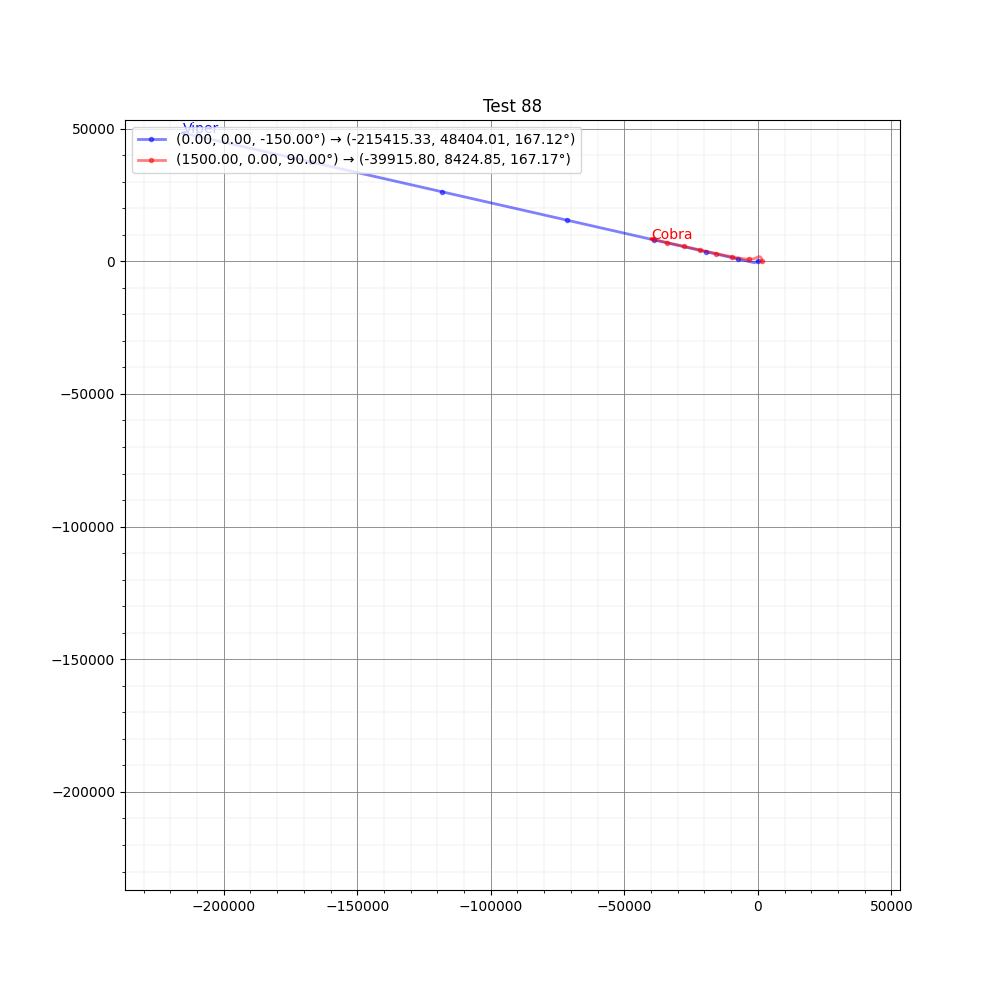 Test 88
Viper
(0.00, 0.00, -150.00°) → (-215415.33, 48404.01, 167.12°)
(1500.00, 0.00, 90.00°) → (-39915.80, 8424.85, 167.17°)
Cobra
50000
0
−50000
−100000
−150000
−200000
−200000 −150000 −100000 −50000 0 50000